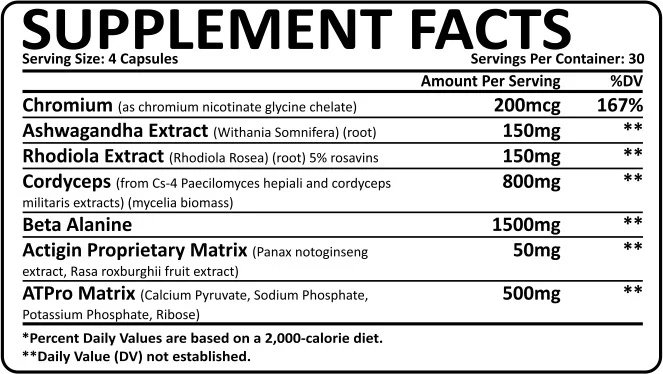 SUPPLEMENT FACTS
Serving Size: 4 Capsules Servings Per Container: 30
Amount Per Serving %DV
Chromium (as chromium nicotinate glycine chelate) 200mcg 167%
Ashwagandha Extract (Withania Somnifera) (root) 150mg **
Rhodiola Extract (Rhodiola Rosea) (root) 5% rosavins 150mg **
Cordyceps (from Cs-4 Paecilomyces hepiali and cordyceps 800mg **
militaris extracts) (mycelia biomass)
Beta Alanine 1500mg **
Actigin Proprietary Matrix (Panax notoginseng 50mg **
extract, Rasa roxburghii fruit extract)
ATPro Matrix (Calcium Pyruvate, Sodium Phosphate, 500mg **
Potassium Phosphate, Ribose)
*Percent Daily Values are based on a 2,000-calorie diet.
**Daily Value (DV) not established.